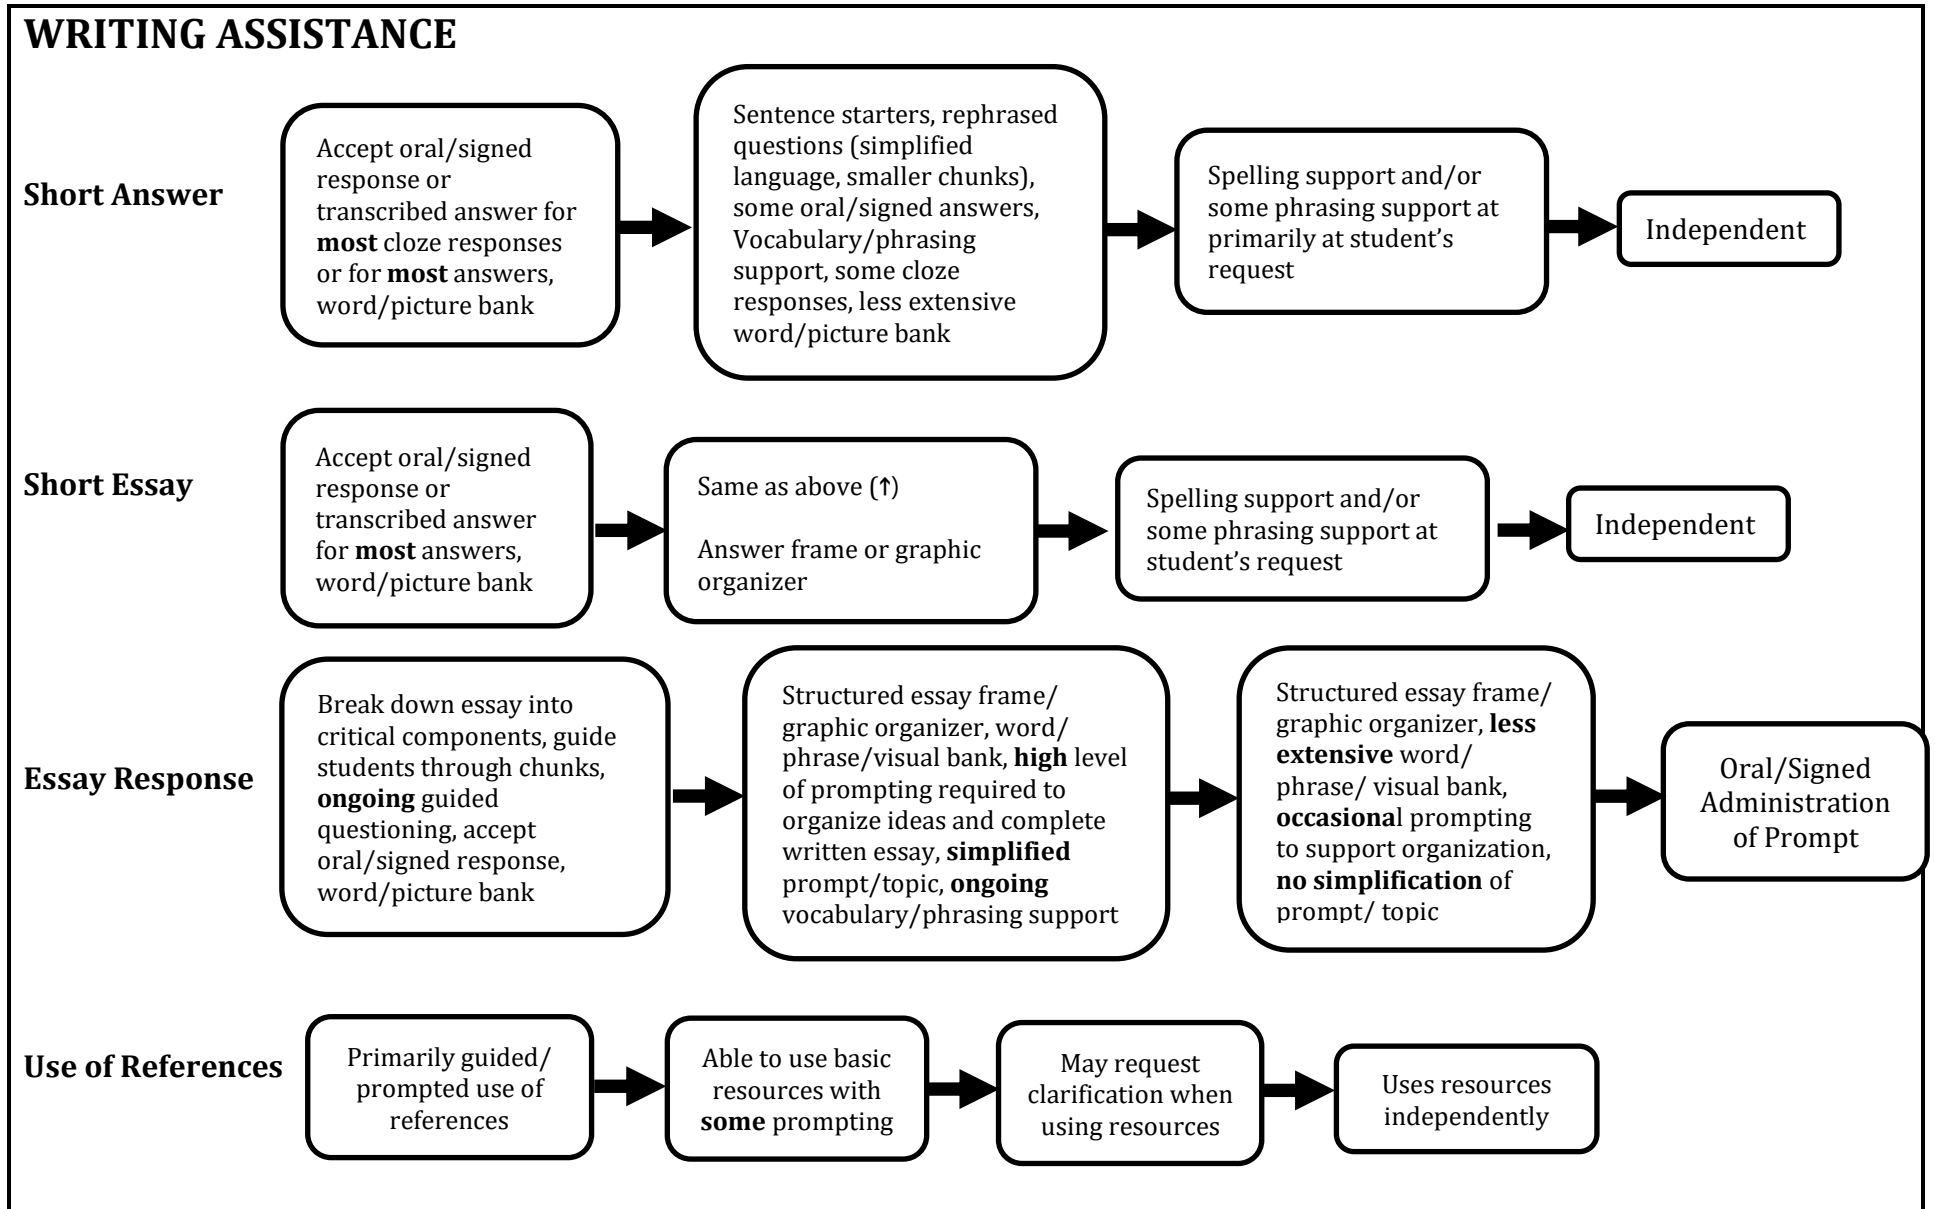 WRITING ASSISTANCE
Short Answer
Accept oral/signed
response or
transcribed answer for
most cloze responses
or for most answers,
word/picture bank
Sentence starters, rephrased
questions (simplified
language, smaller chunks),
some oral/signed answers,
Vocabulary/phrasing
support, some cloze
responses, less extensive
word/picture bank
Spelling support and/or
some phrasing support at
primarily at student’s
request
Independent
Short Essay
Accept oral/signed
response or
transcribed answer
for most answers,
word/picture bank
Same as above (↑)
Answer frame or graphic
organizer
Spelling support and/or
some phrasing support at
student’s request
Independent
Essay Response
Break down essay into
critical components, guide
students through chunks,
ongoing guided
questioning, accept
oral/signed response,
word/picture bank
Structured essay frame/
graphic organizer, word/
phrase/visual bank, high level
of prompting required to
organize ideas and complete
written essay, simplified
prompt/topic, ongoing
vocabulary/phrasing support
Structured essay frame/
graphic organizer, less
extensive word/
phrase/ visual bank,
occasional prompting
to support organization,
no simplification of
prompt/ topic
Oral/Signed
Administration
of Prompt
Use of References
Primarily guided/
prompted use of
references
Able to use basic
resources with
some prompting
May request
clarification when
using resources
Uses resources
independently